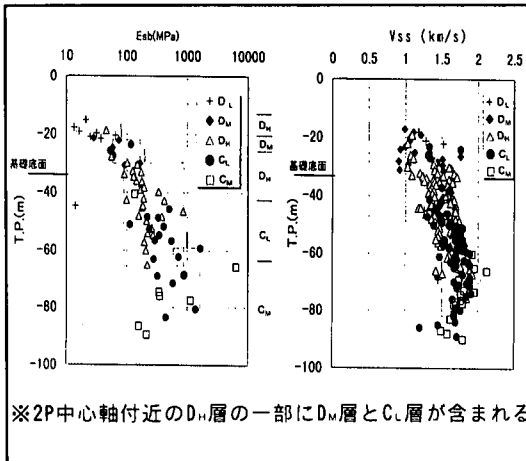 Esb(MPa)
10 100 1000 10000
0
-20
-40
-60
-80
-100
T.P.(m)
基礎底面
+ DL
◆ DM
△ DH
● CL
□ CM
DH
DM
DH
CL
CM
Vss (km/s)
0 0.5 1 1.5 2 2.5
0
-20
-40
-60
-80
-100
T.P.(m)
基礎底面
+ DL
◆ DM
△ DH
● CL
□ CM
※2P中心軸付近のDH層の一部にDM層とCL層が含まれる